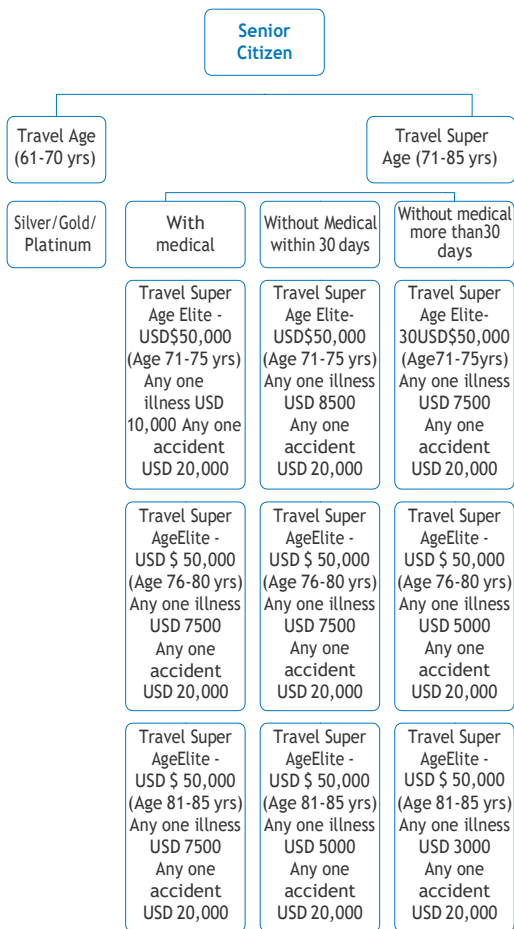 Senior
Citizen
Travel Age
(61-70 yrs)
Travel Super
Age (71-85 yrs)
Silver/Gold/
Platinum
With
medical
Without Medical
within 30 days
Without medical
more than30
days
Travel Super
Age Elite -
USD$50,000
(Age 71-75 yrs)
Any one
illness USD
10,000 Any one
accident
USD 20,000
Travel Super
Age Elite-
USD$50,000
(Age 71-75 yrs)
Any one illness
USD 8500
Any one
accident
USD 20,000
Travel Super
Age Elite-
30USD$50,000
(Age71-75yrs)
Any one illness
USD 7500
Any one
accident
USD 20,000
Travel Super
AgeElite -
USD $ 50,000
(Age 76-80 yrs)
Any one illness
USD 7500
Any one
accident
USD 20,000
Travel Super
AgeElite -
USD $ 50,000
(Age 76-80 yrs)
Any one illness
USD 7500
Any one
accident
USD 20,000
Travel Super
AgeElite -
USD $ 50,000
(Age 76-80 yrs)
Any one illness
USD 5000
Any one
accident
USD 20,000
Travel Super
AgeElite -
USD $ 50,000
(Age 81-85 yrs)
Any one illness
USD 7500
Any one
accident
USD 20,000
Travel Super
AgeElite -
USD $ 50,000
(Age 81-85 yrs)
Any one illness
USD 5000
Any one
accident
USD 20,000
Travel Super
AgeElite -
USD $ 50,000
(Age 81-85 yrs)
Any one illness
USD 3000
Any one
accident
USD 20,000